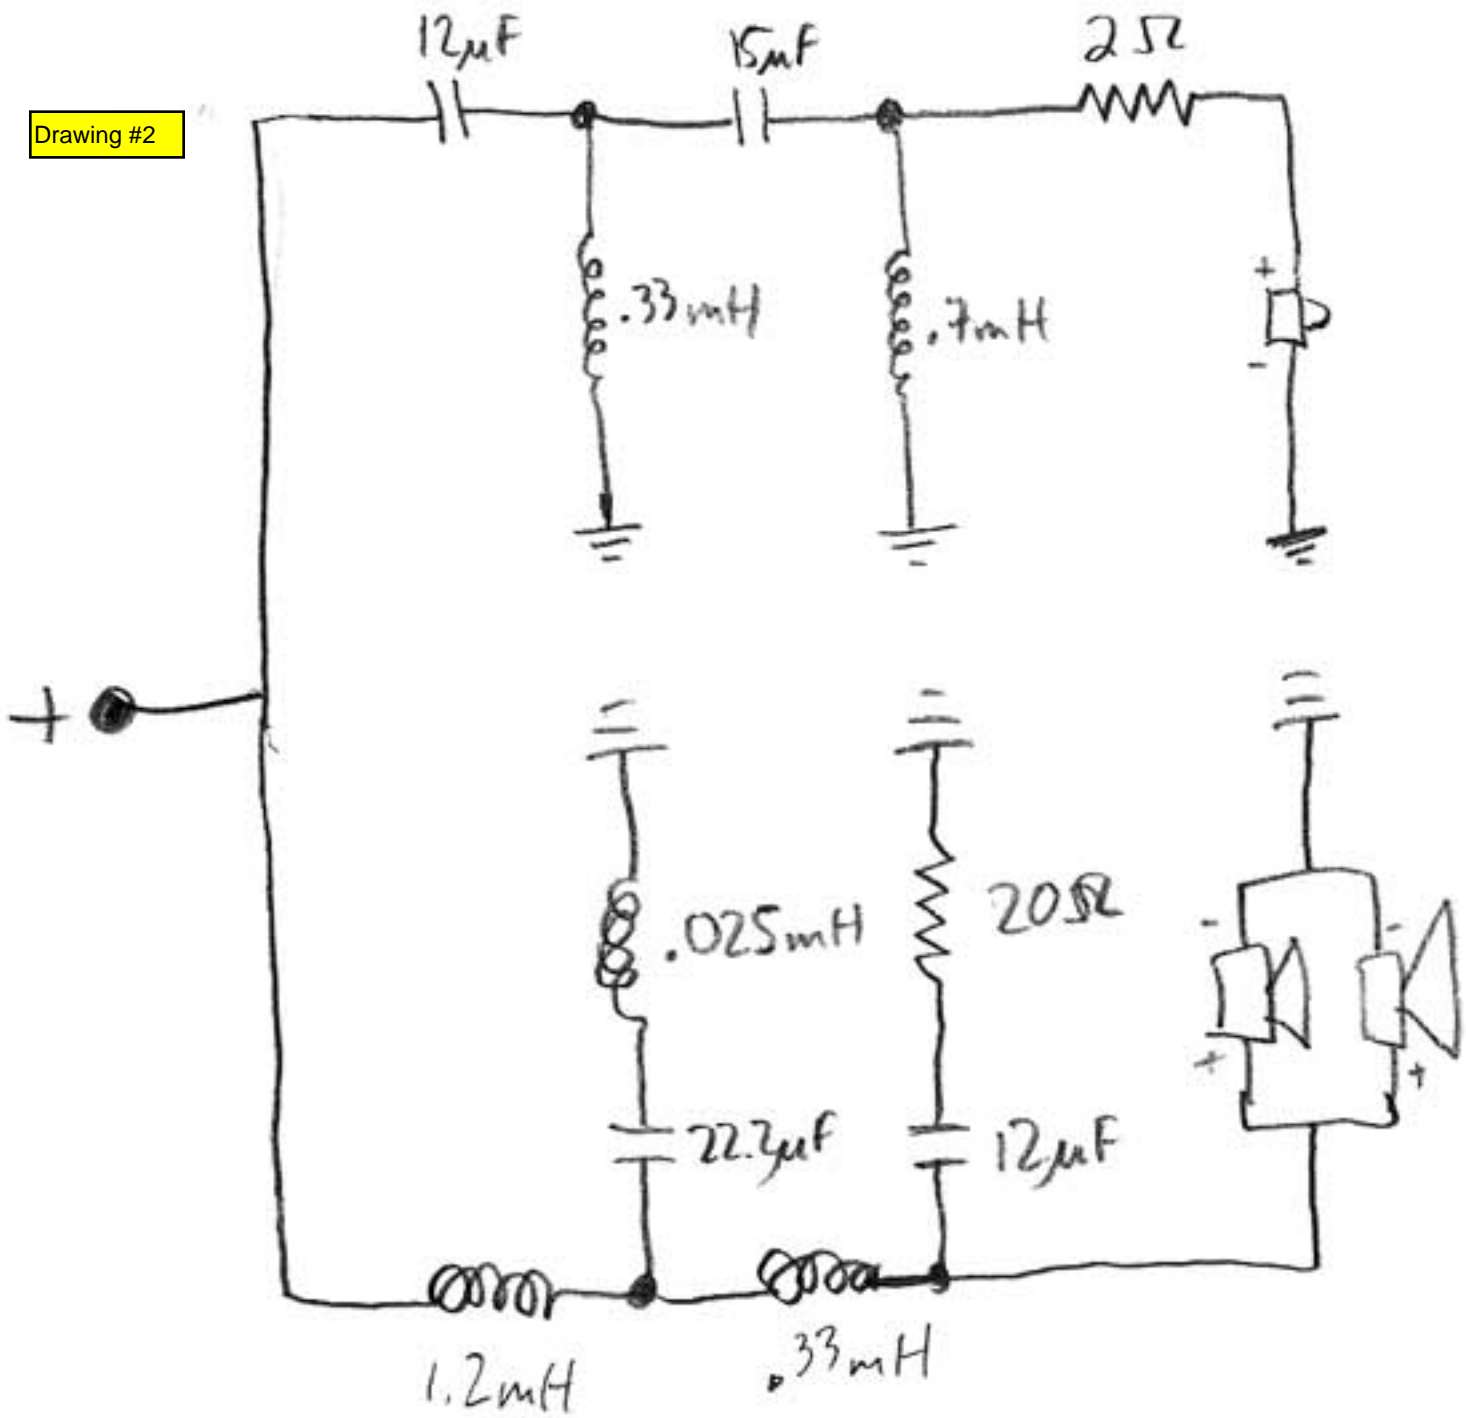 12µF
15µF
2Ω
Drawing #2
.33mH
.7mH
+
-
+
.025mH
20Ω
-
-
+
+
22.2µF
12µF
1.2mH
.33mH